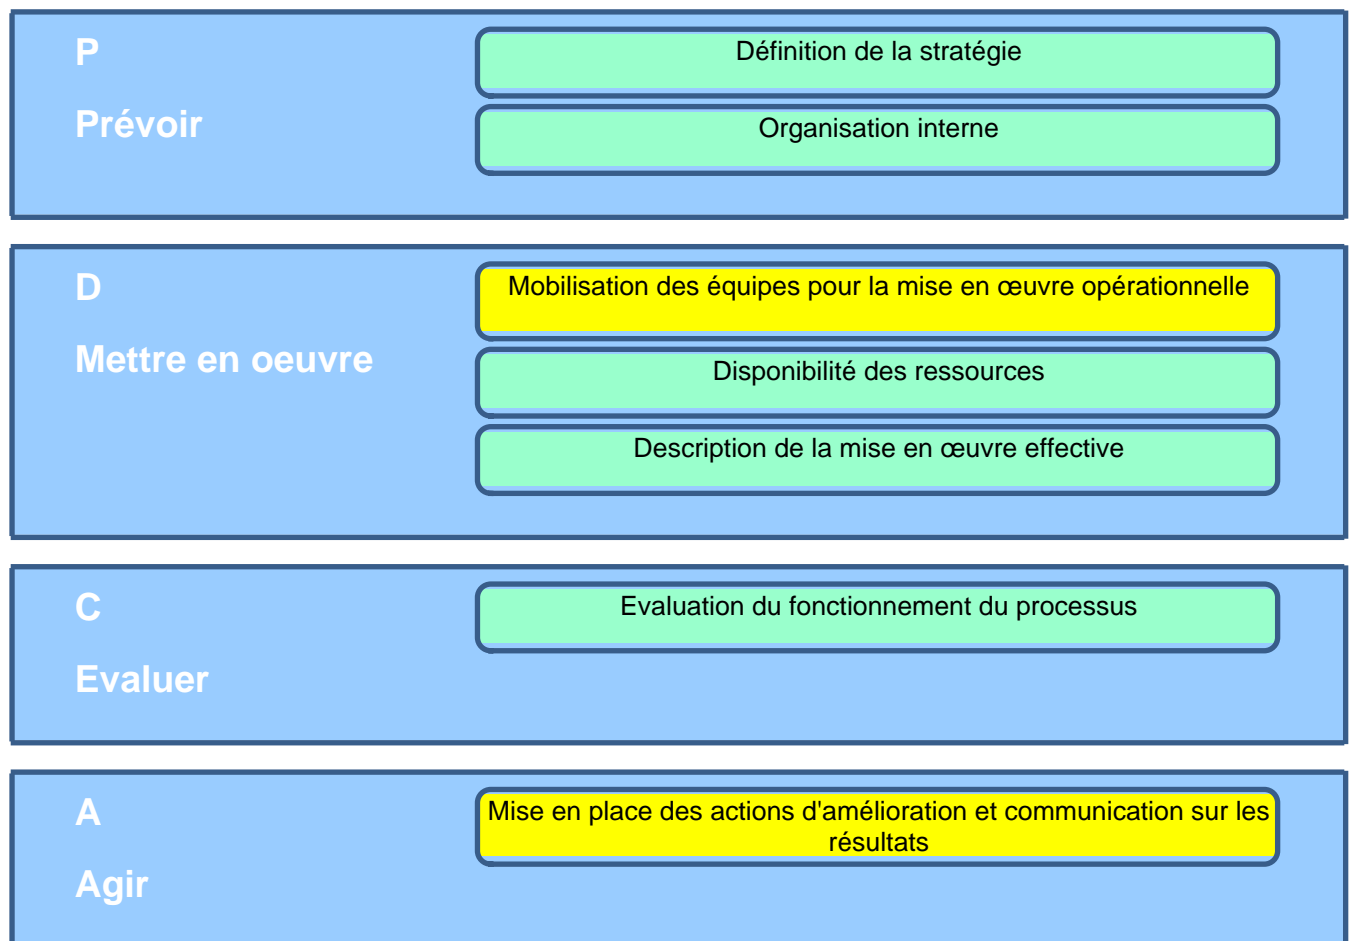 P
Prévoir
Définition de la stratégie
Organisation interne
D
Mettre en oeuvre
Mobilisation des équipes pour la mise en œuvre opérationnelle
Disponibilité des ressources
Description de la mise en œuvre effective
C
Evaluer
Evaluation du fonctionnement du processus
A
Agir
Mise en place des actions d'amélioration et communication sur les
résultats